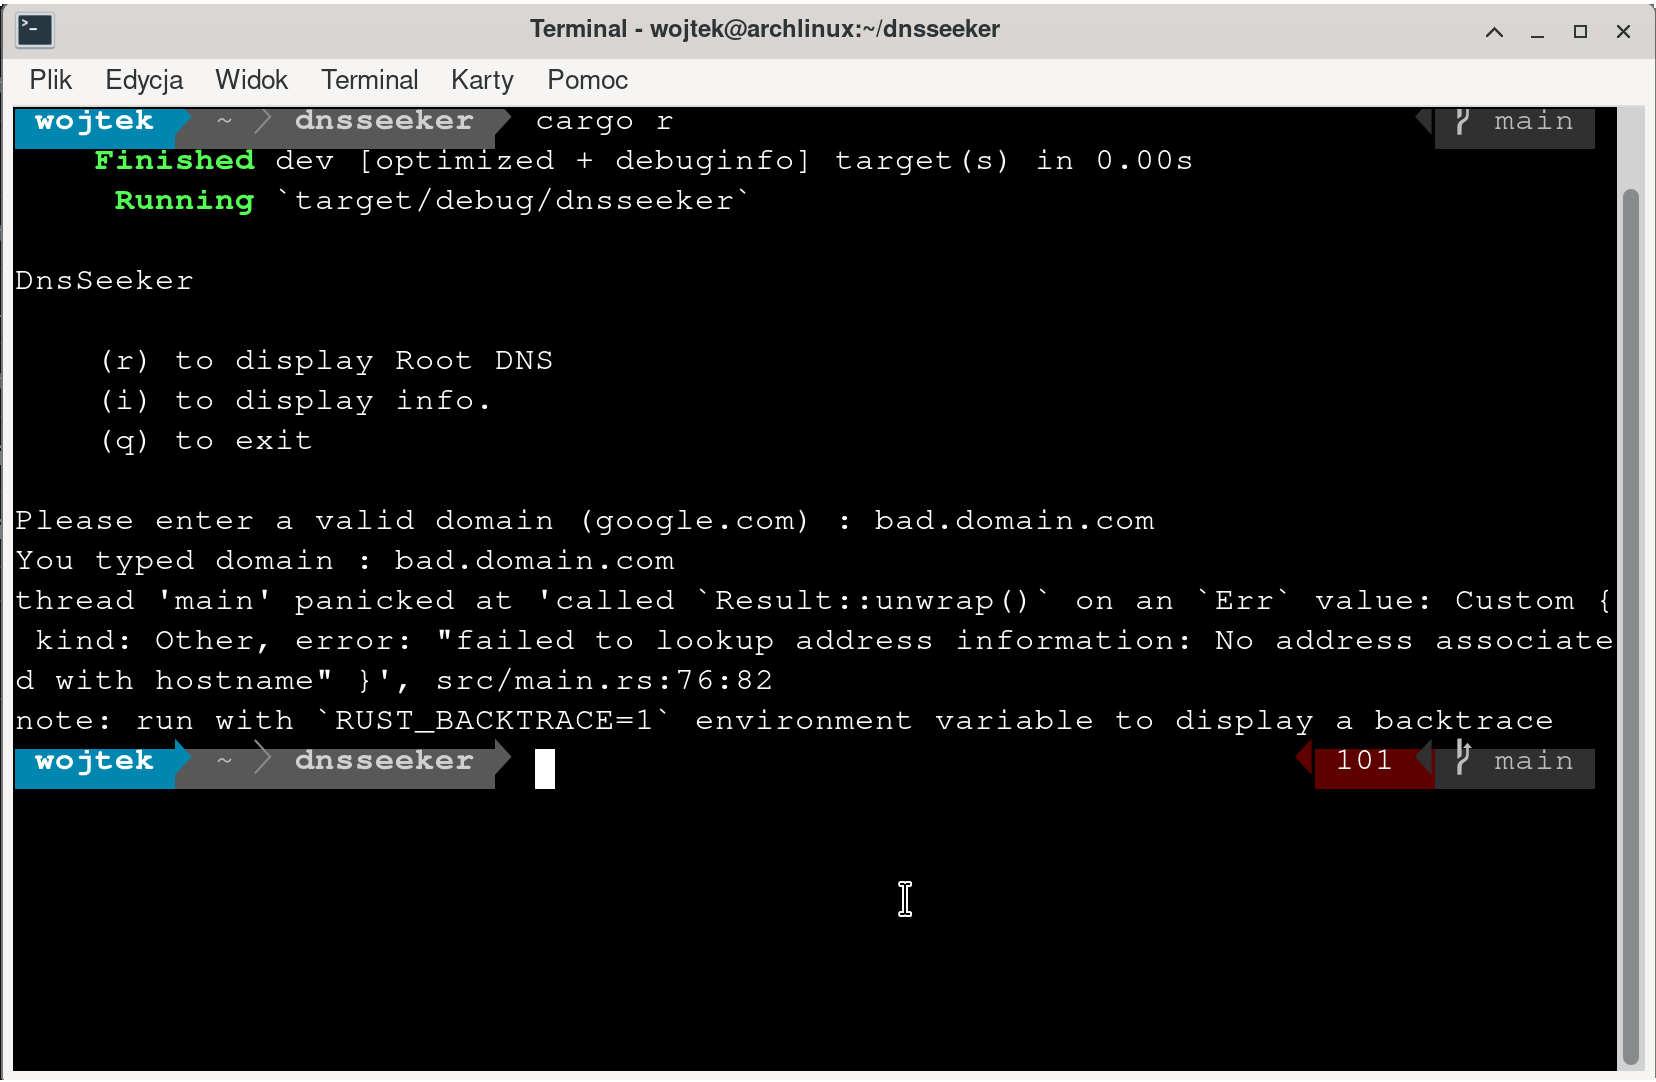 Terminal - wojtek@archlinux:~/dnsseeker
Plik Edycja Widok Terminal Karty Pomoc
wojtek ~ dnsseeker cargo r main
Finished dev [optimized + debuginfo] target(s) in 0.00s
Running `target/debug/dnsseeker`
DnsSeeker
(r) to display Root DNS
(i) to display info.
(q) to exit
Please enter a valid domain (google.com) : bad.domain.com
You typed domain : bad.domain.com
thread 'main' panicked at 'called `Result::unwrap()` on an `Err` value: Custom {
kind: Other, error: "failed to lookup address information: No address associate
d with hostname" }', src/main.rs:76:82
note: run with `RUST_BACKTRACE=1` environment variable to display a backtrace
wojtek ~ dnsseeker 101 main